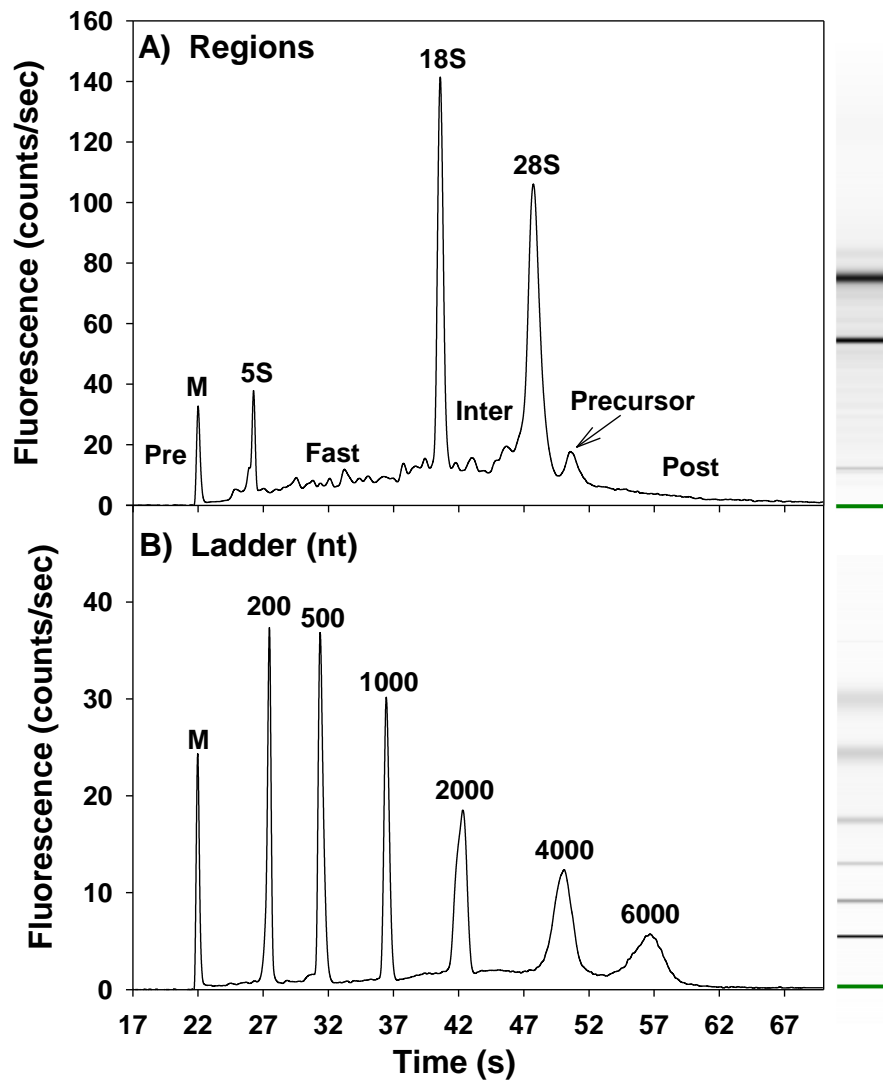 A) Regions
Fluorescence (counts/sec)
160
140
120
100
80
60
40
20
0
18S
28S
M
5S
Pre
Fast
Inter
Precursor
Post
B) Ladder (nt)
Fluorescence (counts/sec)
40
30
20
10
0
M
200
500
1000
2000
4000
6000
17 22 27 32 37 42 47 52 57 62 67
Time (s)